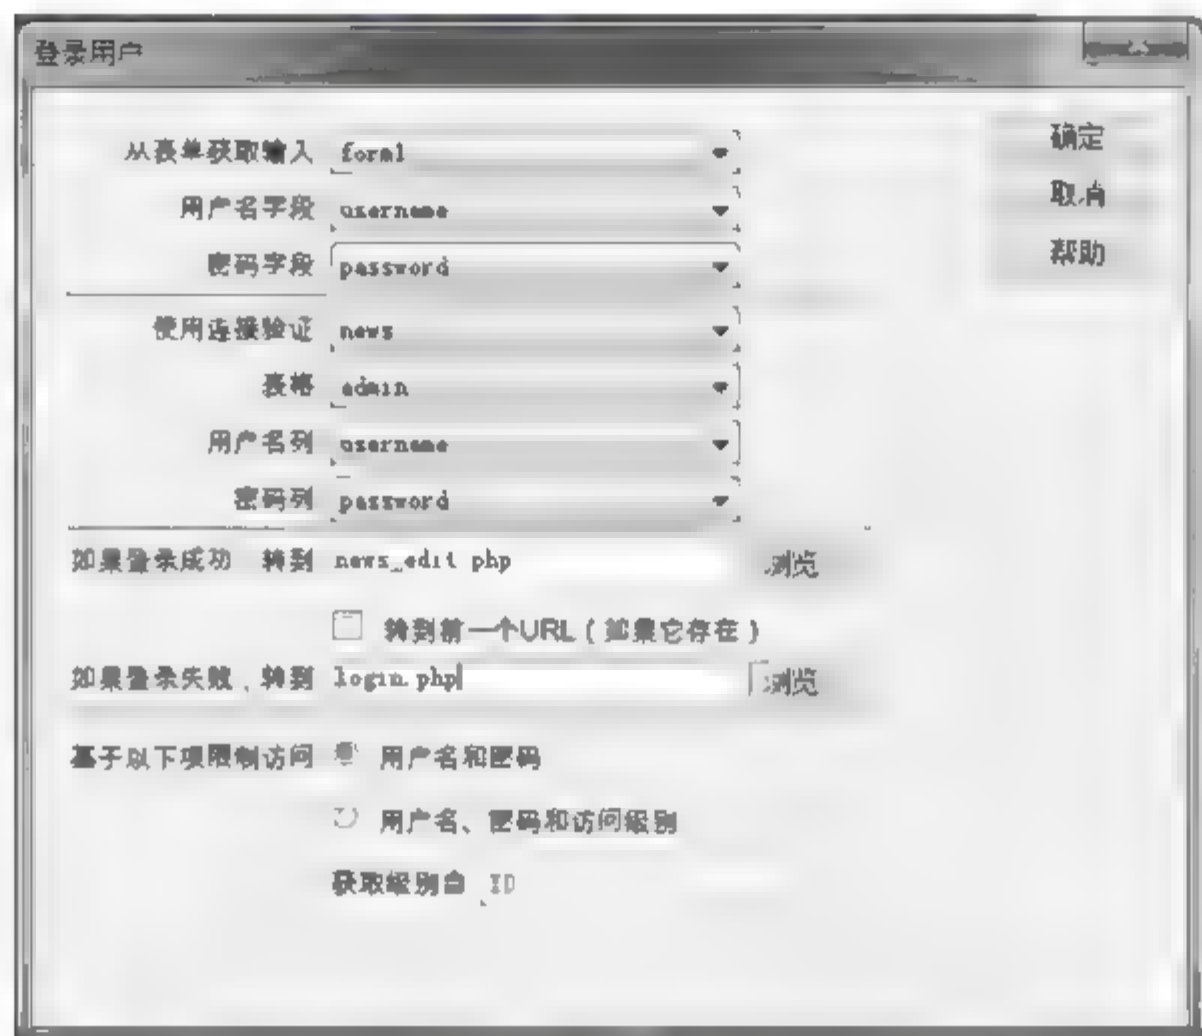 登录用户
从表单获取输入 form1
确定
用户名字段 username
取消
密码字段 password
帮助
使用连接验证 news
表格 admin
用户名列 username
密码列 password
如果登录成功 转到 news_edit php 浏览
转到前一个URL(如果它存在)
如果登录失败,转到 login.php 浏览
基于以下项限制访问 用户名和密码
用户名、密码和访问级别
获取级别自 ID